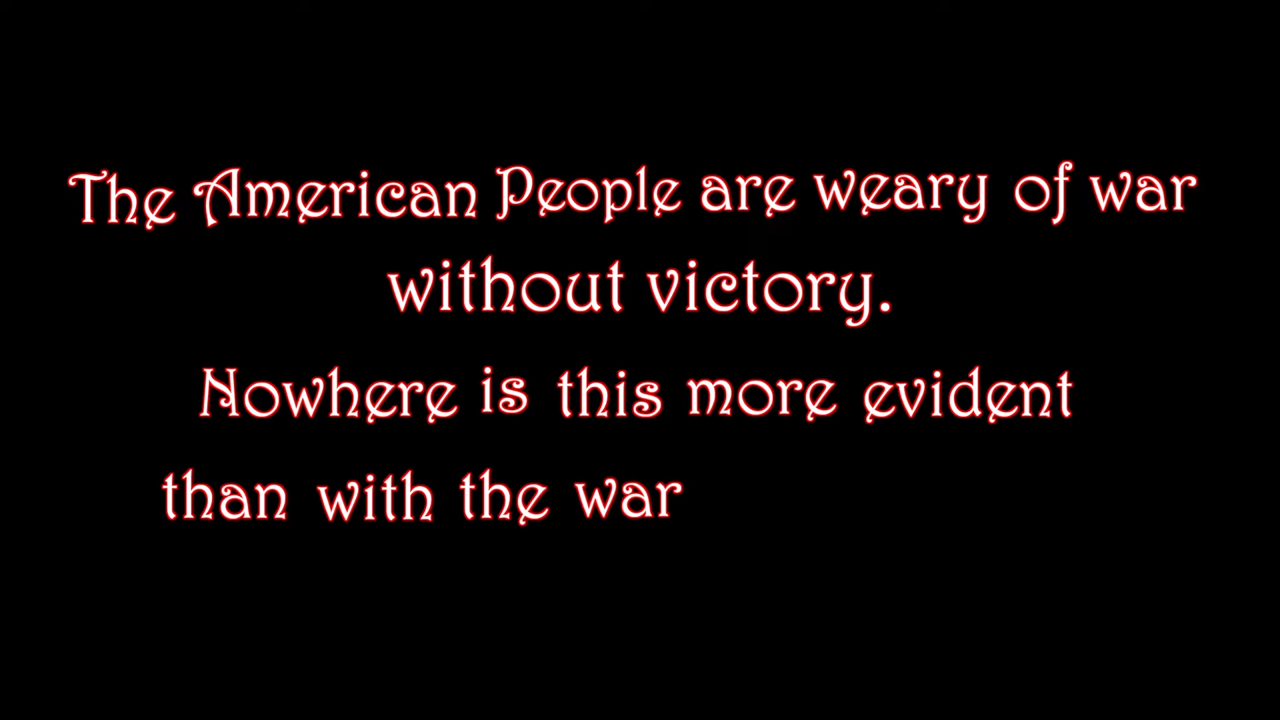 The American People are weary of war
without victory.
Nowhere is this more evident
than with the war